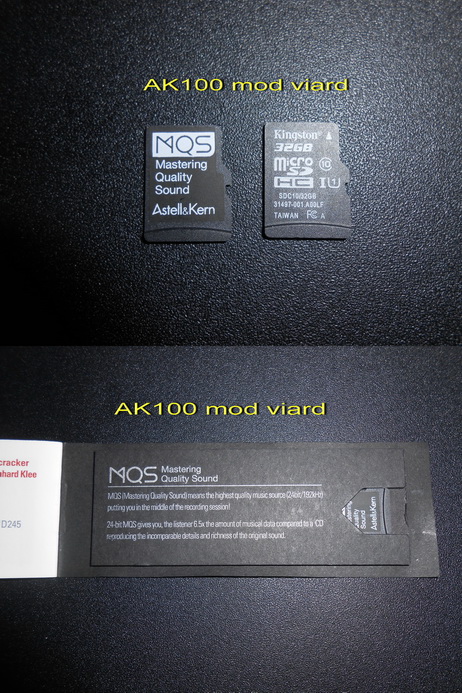 AK100 mod viard
MQS
Mastering
Quality
Sound
Astell&Kern
Kingston
32GB
micro
SD
HC I U1
10
SDC10/32GB
31497-001.A00LF
TAIWAN FC A
AK100 mod viard
cracker
hard Klee
D245
MQS Mastering
Quality Sound
MQS (Mastering Quality Sound) means the highest quality music source (24bit/192kHz)
putting you in the middle of the recording session!
24-bit MQS gives you, the listener 6.5x the amount of musical data compared to a CD
reproducing the incomparable details and richness of the original sound.
Quality
Sound
Astell&Kern